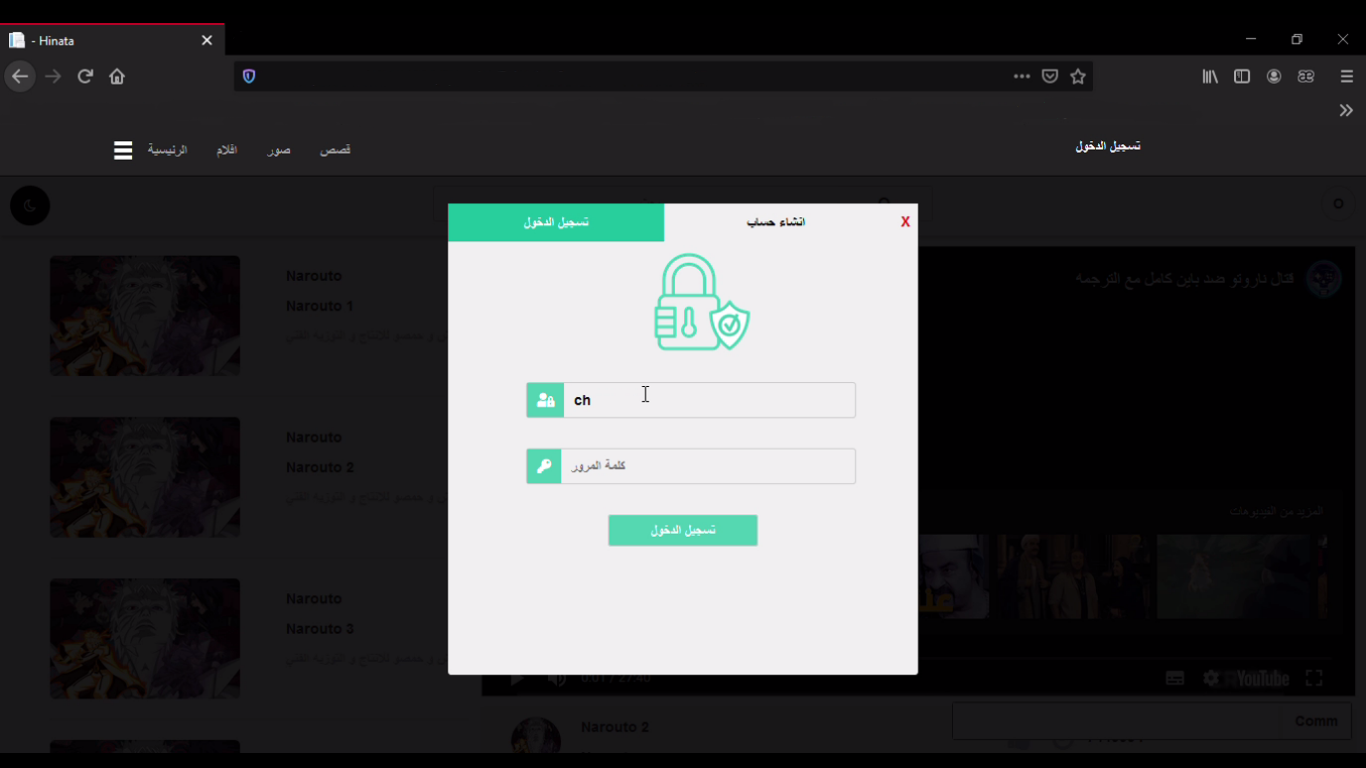 - Hinata
الرئيسية
افلام
صور
قصص
تسجيل الدخول
تسجيل الدخول
انشاء حساب
X
ch
كلمة المرور
تسجيل الدخول
Narouto
Narouto 1
Narouto
Narouto 2
Narouto
Narouto 3
قتال ناروتو ضد باين كامل مع الترجمه
المزيد من الفيديوهات
0:01 / 27:40
YouTube
Narouto 2
Comm